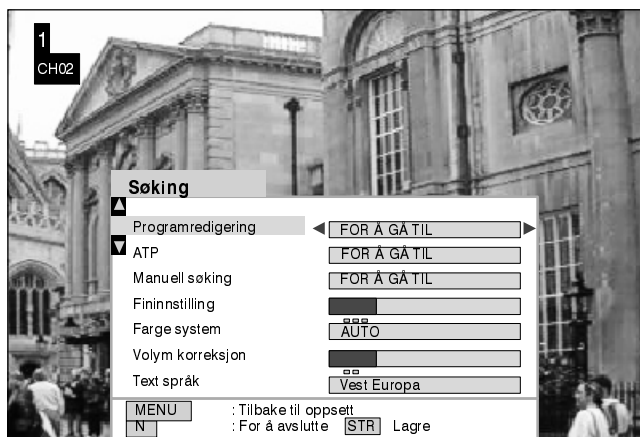 1
CH02
Søking
Programredigering FOR Å GÅ TIL
ATP FOR Å GÅ TIL
Manuell søking FOR Å GÅ TIL
Fininnstilling
Farge system AUTO
Volym korreksjon
Text språk Vest Europa
MENU : Tilbake til oppsett
N : For å avslutte STR Lagre